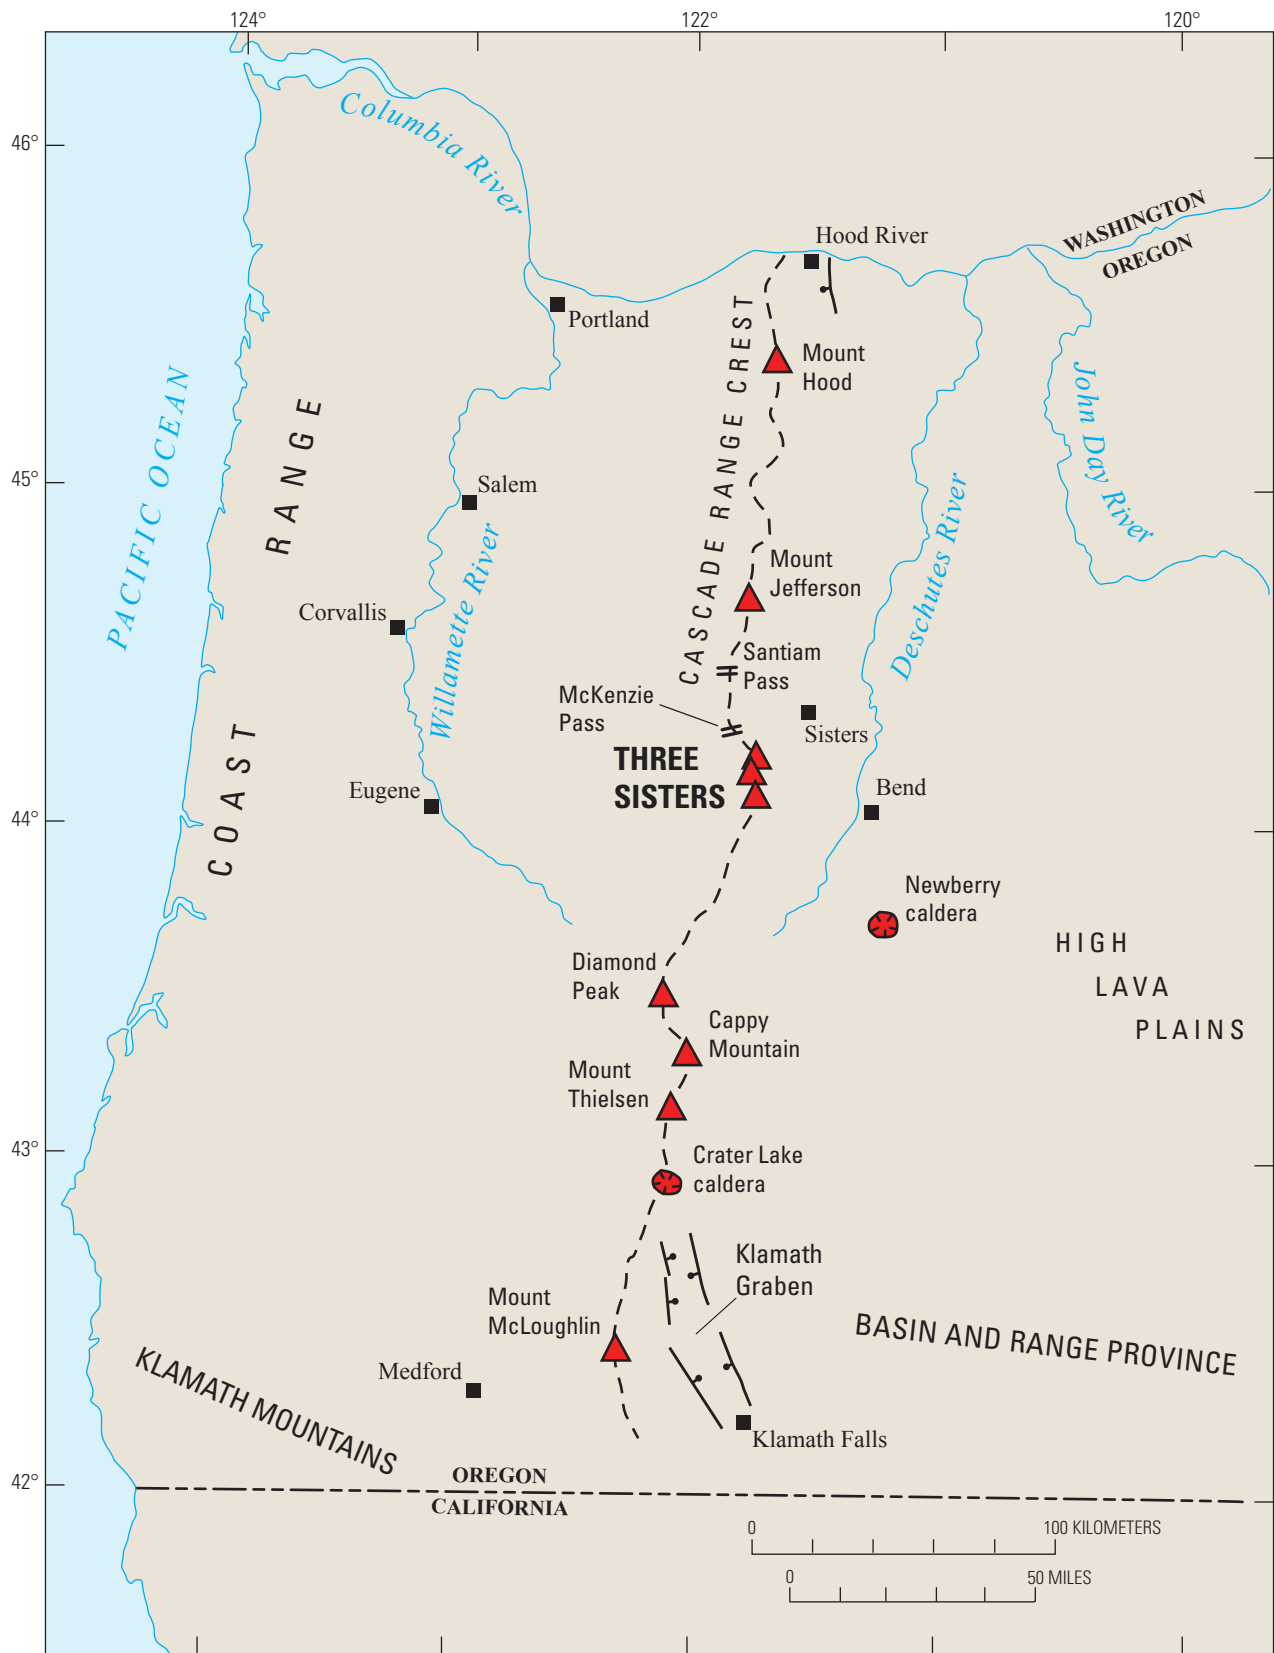 124°
122°
120°
46°
45°
44°
43°
42°
Columbia River
WASHINGTON
OREGON
Hood River
Portland
CASCADE RANGE CREST
Mount
Hood
John Day River
PACIFIC OCEAN
COAST RANGE
Salem
Willamette River
Deschutes River
Mount
Jefferson
Corvallis
Santiam
Pass
McKenzie
Pass
Sisters
THREE
SISTERS
Eugene
Bend
Newberry
caldera
HIGH
LAVA
PLAINS
Diamond
Peak
Cappy
Mountain
Mount
Thielsen
Crater Lake
caldera
Klamath
Graben
Mount
McLoughlin
BASIN AND RANGE PROVINCE
KLAMATH MOUNTAINS
Medford
Klamath Falls
OREGON
CALIFORNIA
0 100 KILOMETERS
0 50 MILES